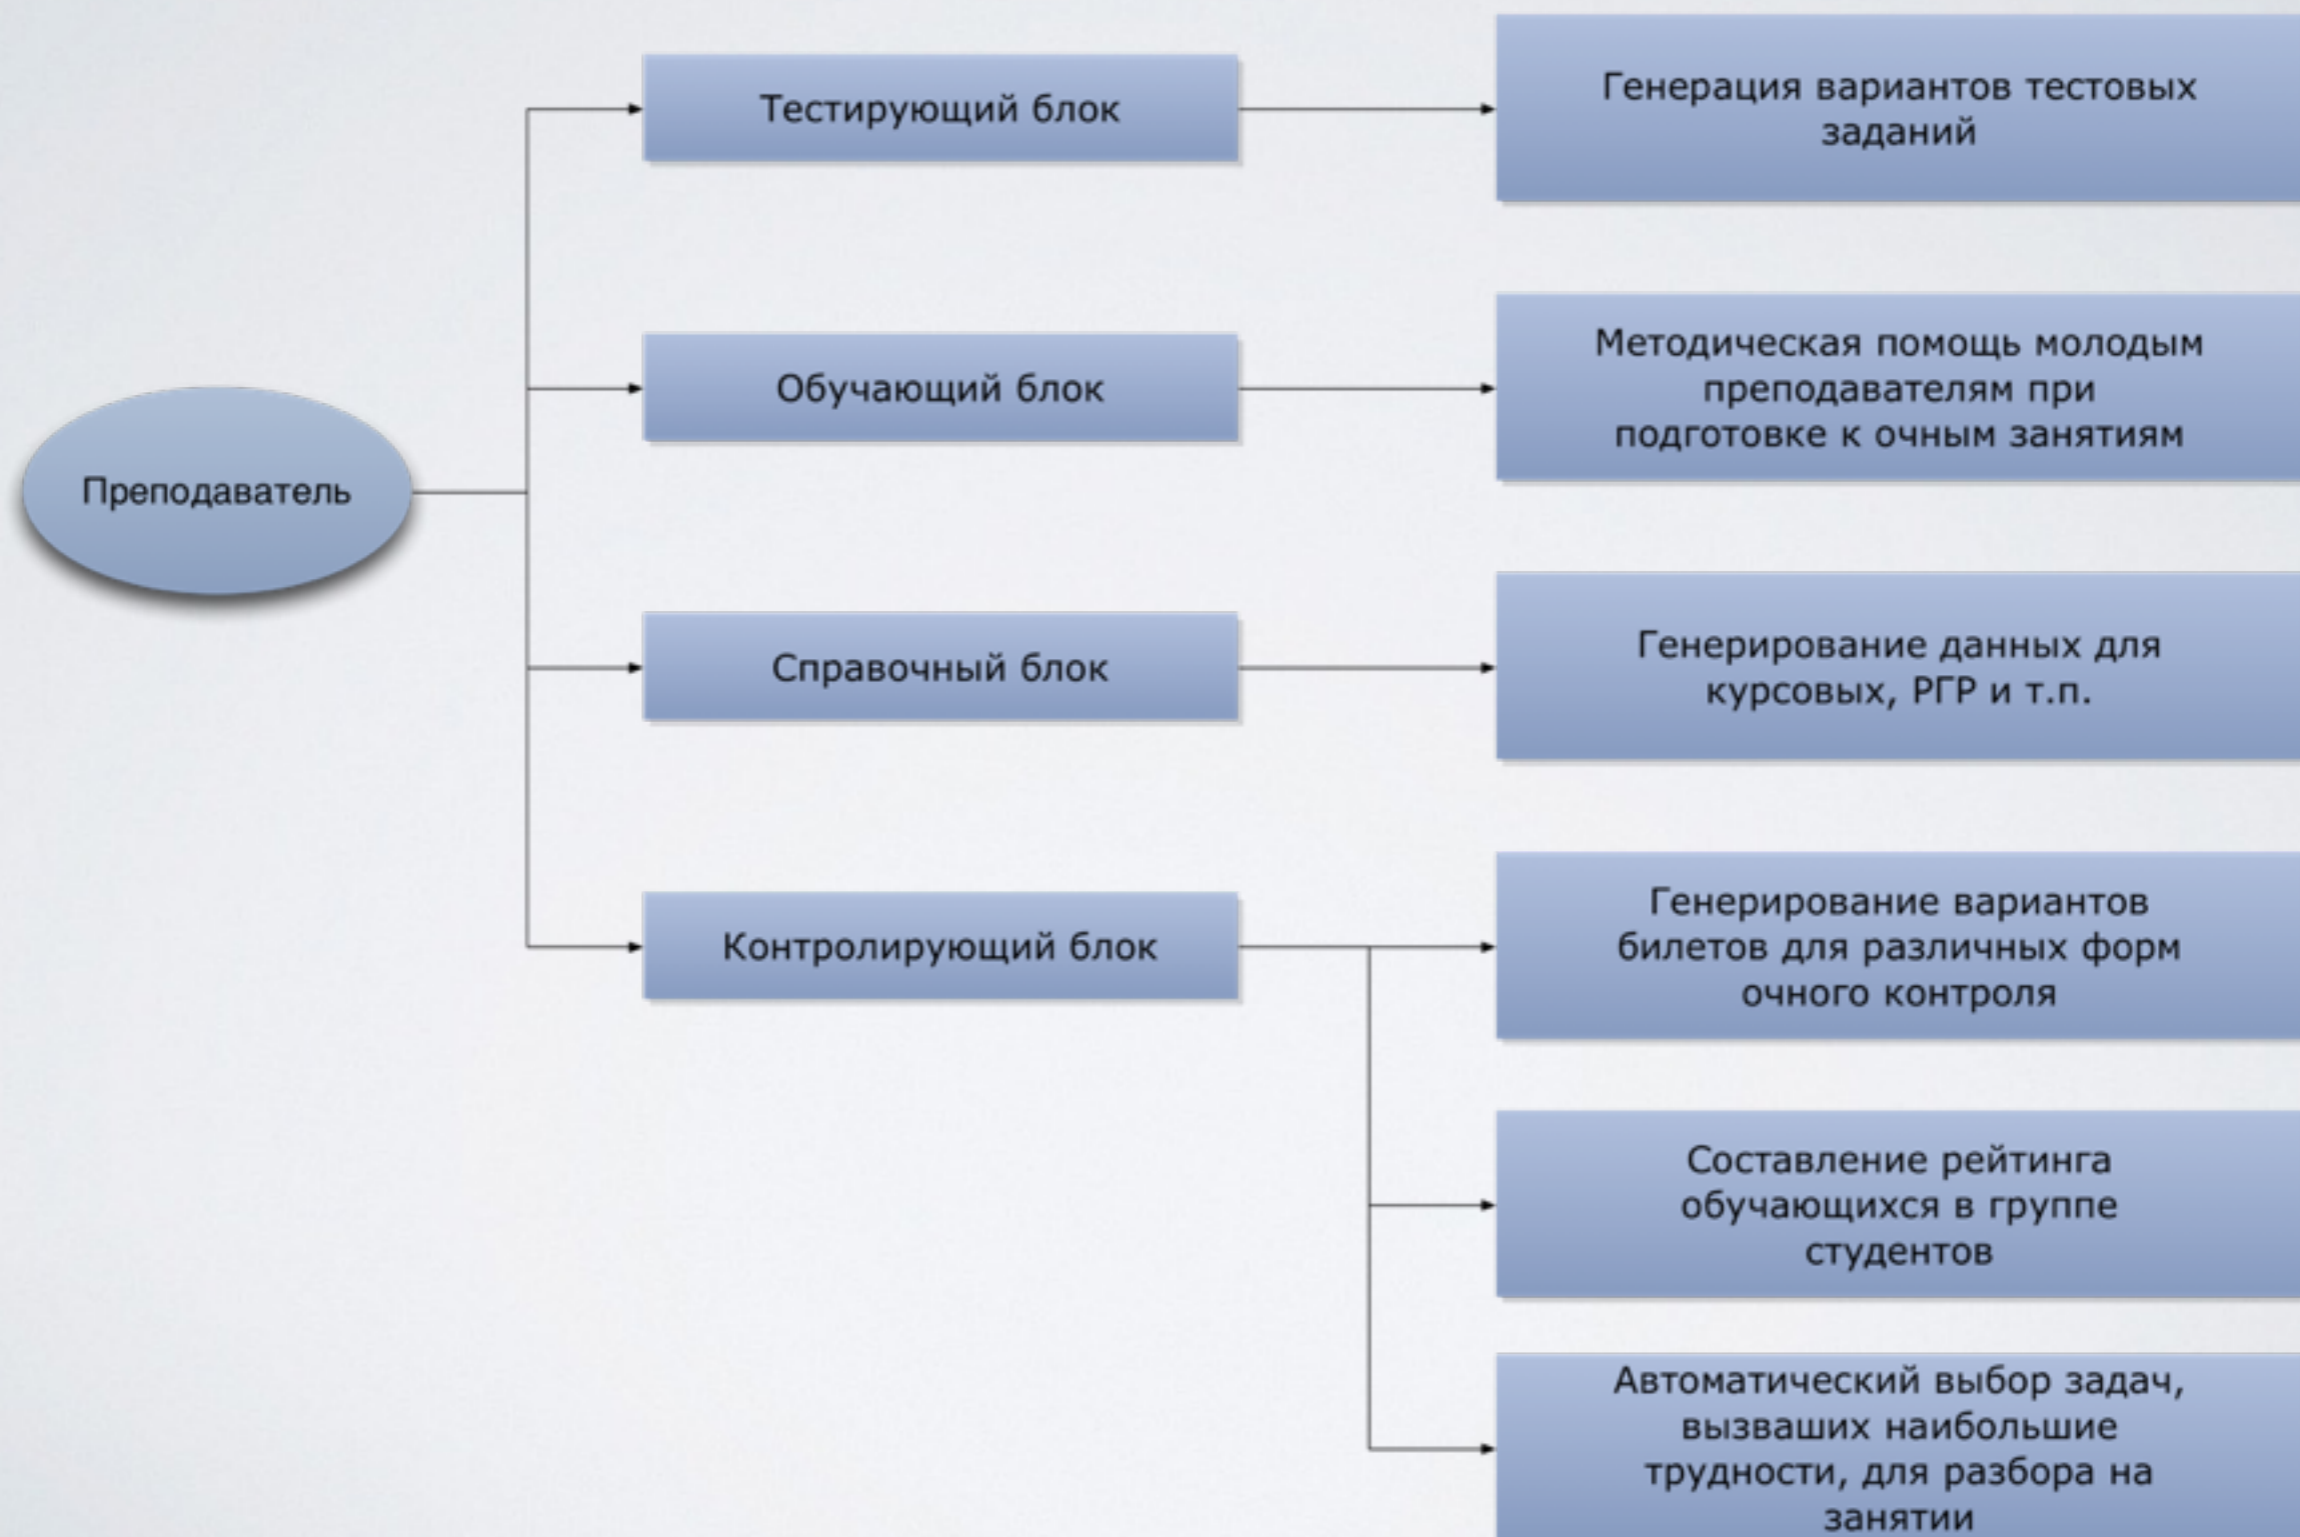 Преподаватель
Тестирующий блок
Генерация вариантов тестовых
заданий
Обучающий блок
Методическая помощь молодым
преподавателям при
подготовке к очным занятиям
Справочный блок
Генерирование данных для
курсовых, РГР и т.п.
Контролирующий блок
Генерирование вариантов
билетов для различных форм
очного контроля
Составление рейтинга
обучающихся в группе
студентов
Автоматический выбор задач,
вызваших наибольшие
трудности, для разбора на
занятии